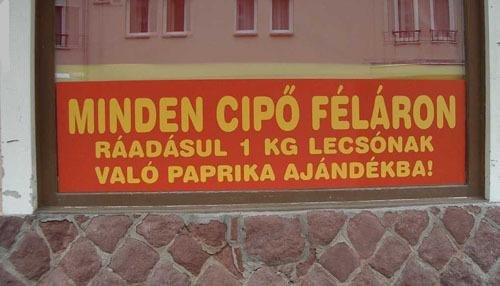 MINDEN CIPŐ FÉLÁRON
RÁADÁSUL 1 KG LECSÓNAK
VALÓ PAPRIKA AJÁNDÉKBA!